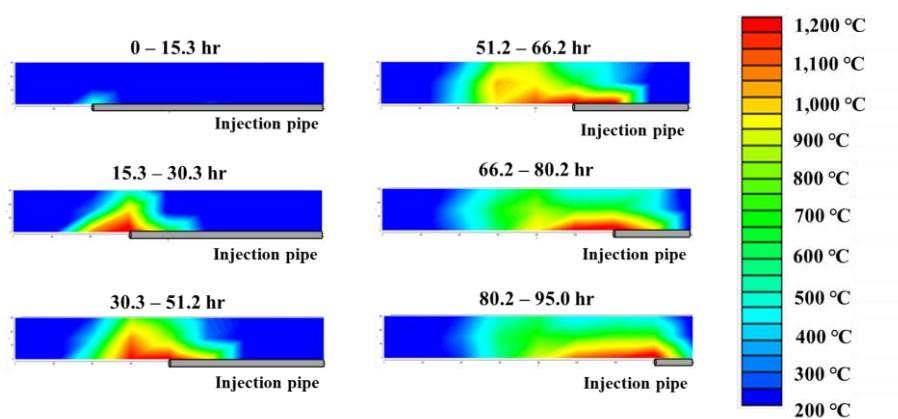 0 – 15.3 hr
Injection pipe
15.3 – 30.3 hr
Injection pipe
30.3 – 51.2 hr
Injection pipe
51.2 – 66.2 hr
Injection pipe
66.2 – 80.2 hr
Injection pipe
80.2 – 95.0 hr
Injection pipe
1,200 °C
1,100 °C
1,000 °C
900 °C
800 °C
700 °C
600 °C
500 °C
400 °C
300 °C
200 °C